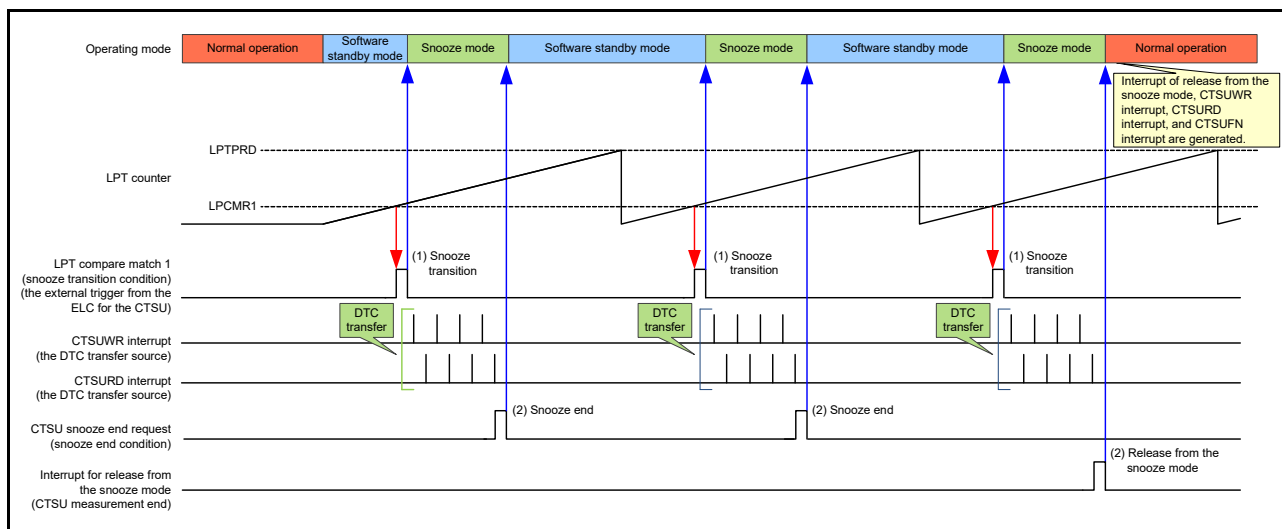 Operating mode
Normal operation
Software
standby mode
Snooze mode
Software standby mode
Snooze mode
Software standby mode
Snooze mode
Normal operation
Interrupt of release from the
snooze mode, CTSUWR
interrupt, CTSURD
interrupt, and CTSUFN
interrupt are generated.
LPTPRD
LPT counter
LPCMR1
LPT compare match 1
(snooze transition condition)
(the external trigger from the
ELC for the CTSU)
(1) Snooze
transition
(1) Snooze
transition
(1) Snooze
transition
DTC
transfer
DTC
transfer
DTC
transfer
CTSUWR interrupt
(the DTC transfer source)
CTSURD interrupt
(the DTC transfer source)
(2) Snooze end
(2) Snooze end
CTSU snooze end request
(snooze end condition)
(2) Release from the
snooze mode
Interrupt for release from
the snooze mode
(CTSU measurement end)